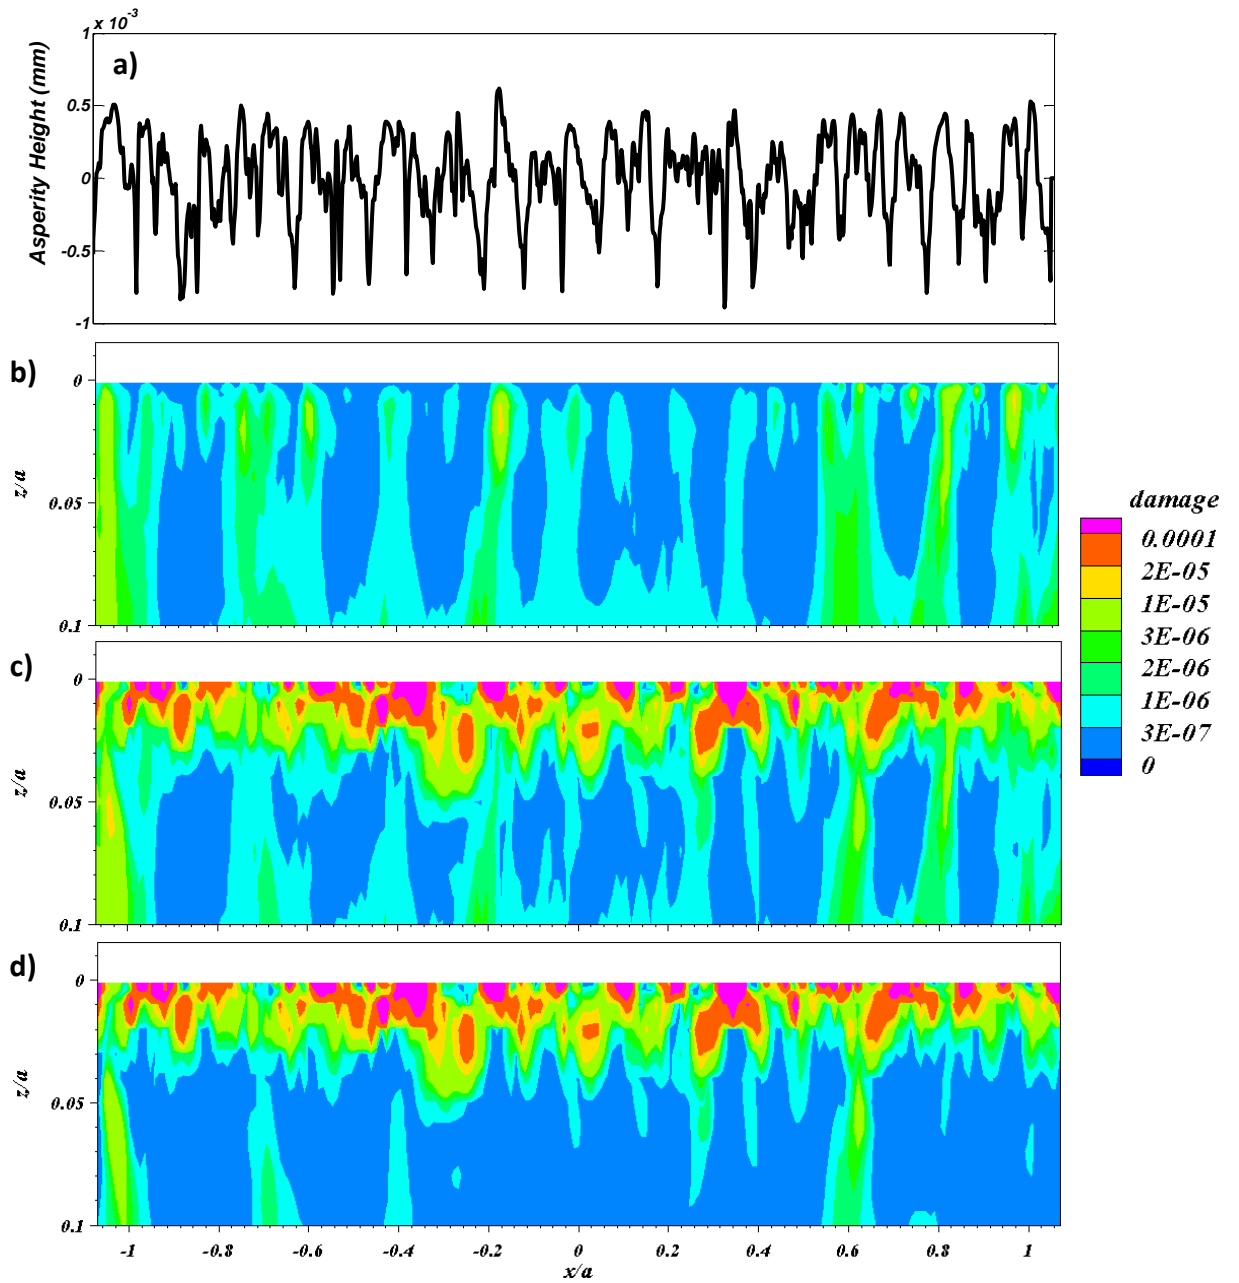 x 10-3
1
a)
0.5
0
-0.5
-1
Asperity Height (mm)
b)
0
0.05
0.1
z/a
damage
0.0001
2E-05
1E-05
3E-06
2E-06
1E-06
3E-07
0
c)
0
0.05
0.1
z/a
d)
0
0.05
0.1
z/a
-1 -0.8 -0.6 -0.4 -0.2 0 0.2 0.4 0.6 0.8 1
x/a